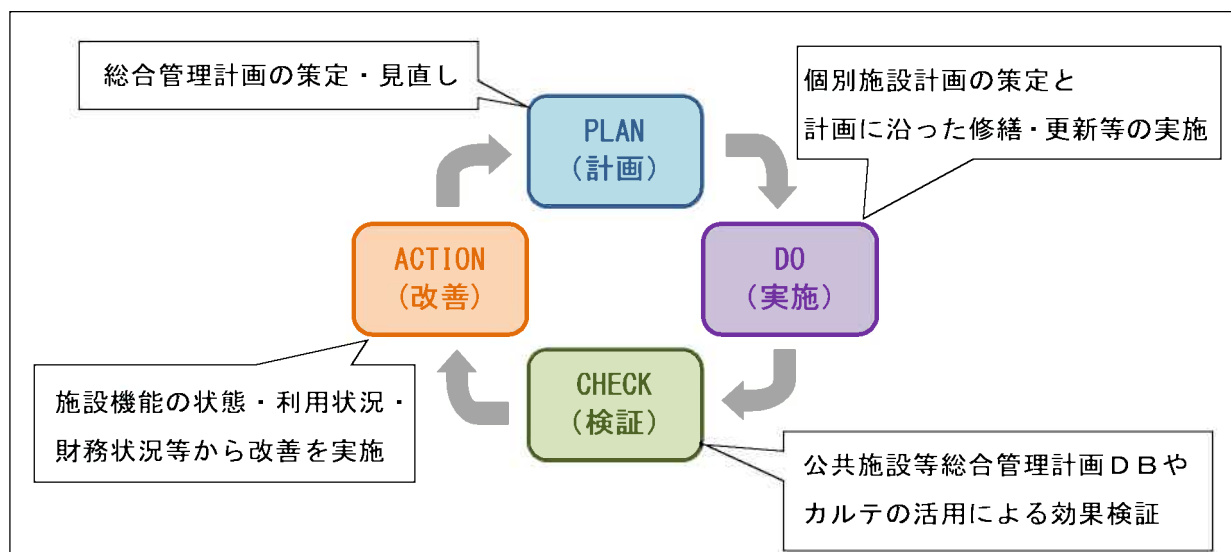 総合管理計画の策定・見直し
PLAN
(計画)
個別施設計画の策定と
計画に沿った修繕・更新等の実施
DO
(実施)
CHECK
(検証)
公共施設等総合管理計画ＤＢや
カルテの活用による効果検証
ACTION
(改善)
施設機能の状態・利用状況・
財務状況等から改善を実施